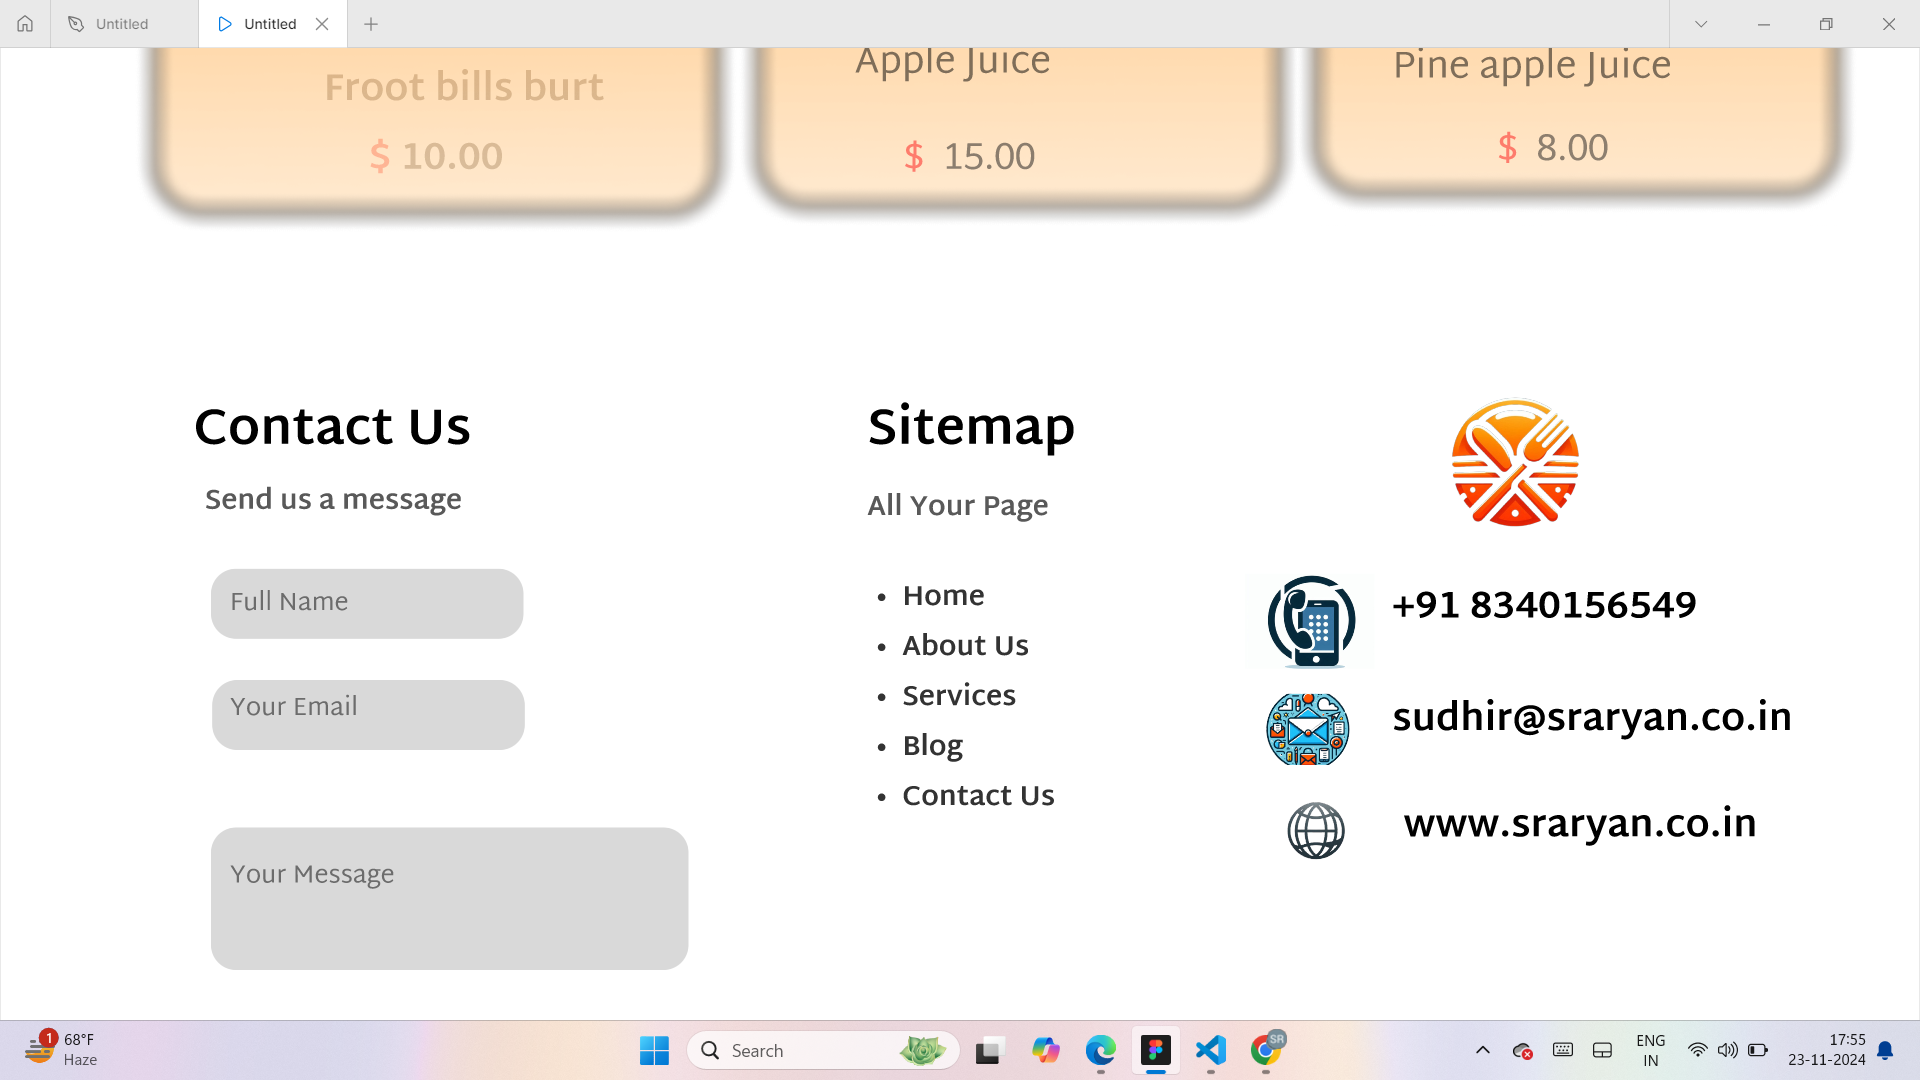 Untitled
Untitled
Froot bills burt
$ 10.00
Apple Juice
$ 15.00
Pine apple Juice
$ 8.00
Contact Us
Send us a message
Full Name
Your Email
Your Message
Sitemap
All Your Page
• Home
• About Us
• Services
• Blog
• Contact Us
+91 8340156549
sudhir@sraryan.co.in
www.sraryan.co.in
1
68°F
Haze
Search
SR
ENG
IN
17:55
23-11-2024